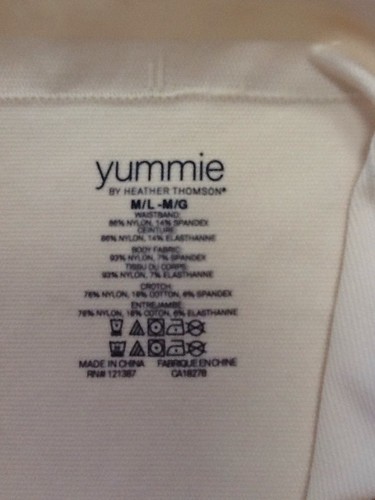 yummie
BY HEATHER THOMSON®
M/L -M/G
WAISTBAND:
86% NYLON, 14% SPANDEX
CEINTURE:
86% NYLON, 14% ELASTHANNE
BODY FABRIC:
93% NYLON, 7% SPANDEX
TISSU DU CORPS:
93% NYLON, 7% ELASTHANNE
CROTCH:
76% NYLON, 18% COTTON, 6% SPANDEX
ENTREJAMBE:
76% NYLON, 18% COTTON, 6% ELASTHANNE
MADE IN CHINA FABRIQUE EN CHINE
RN# 121387 CA18278